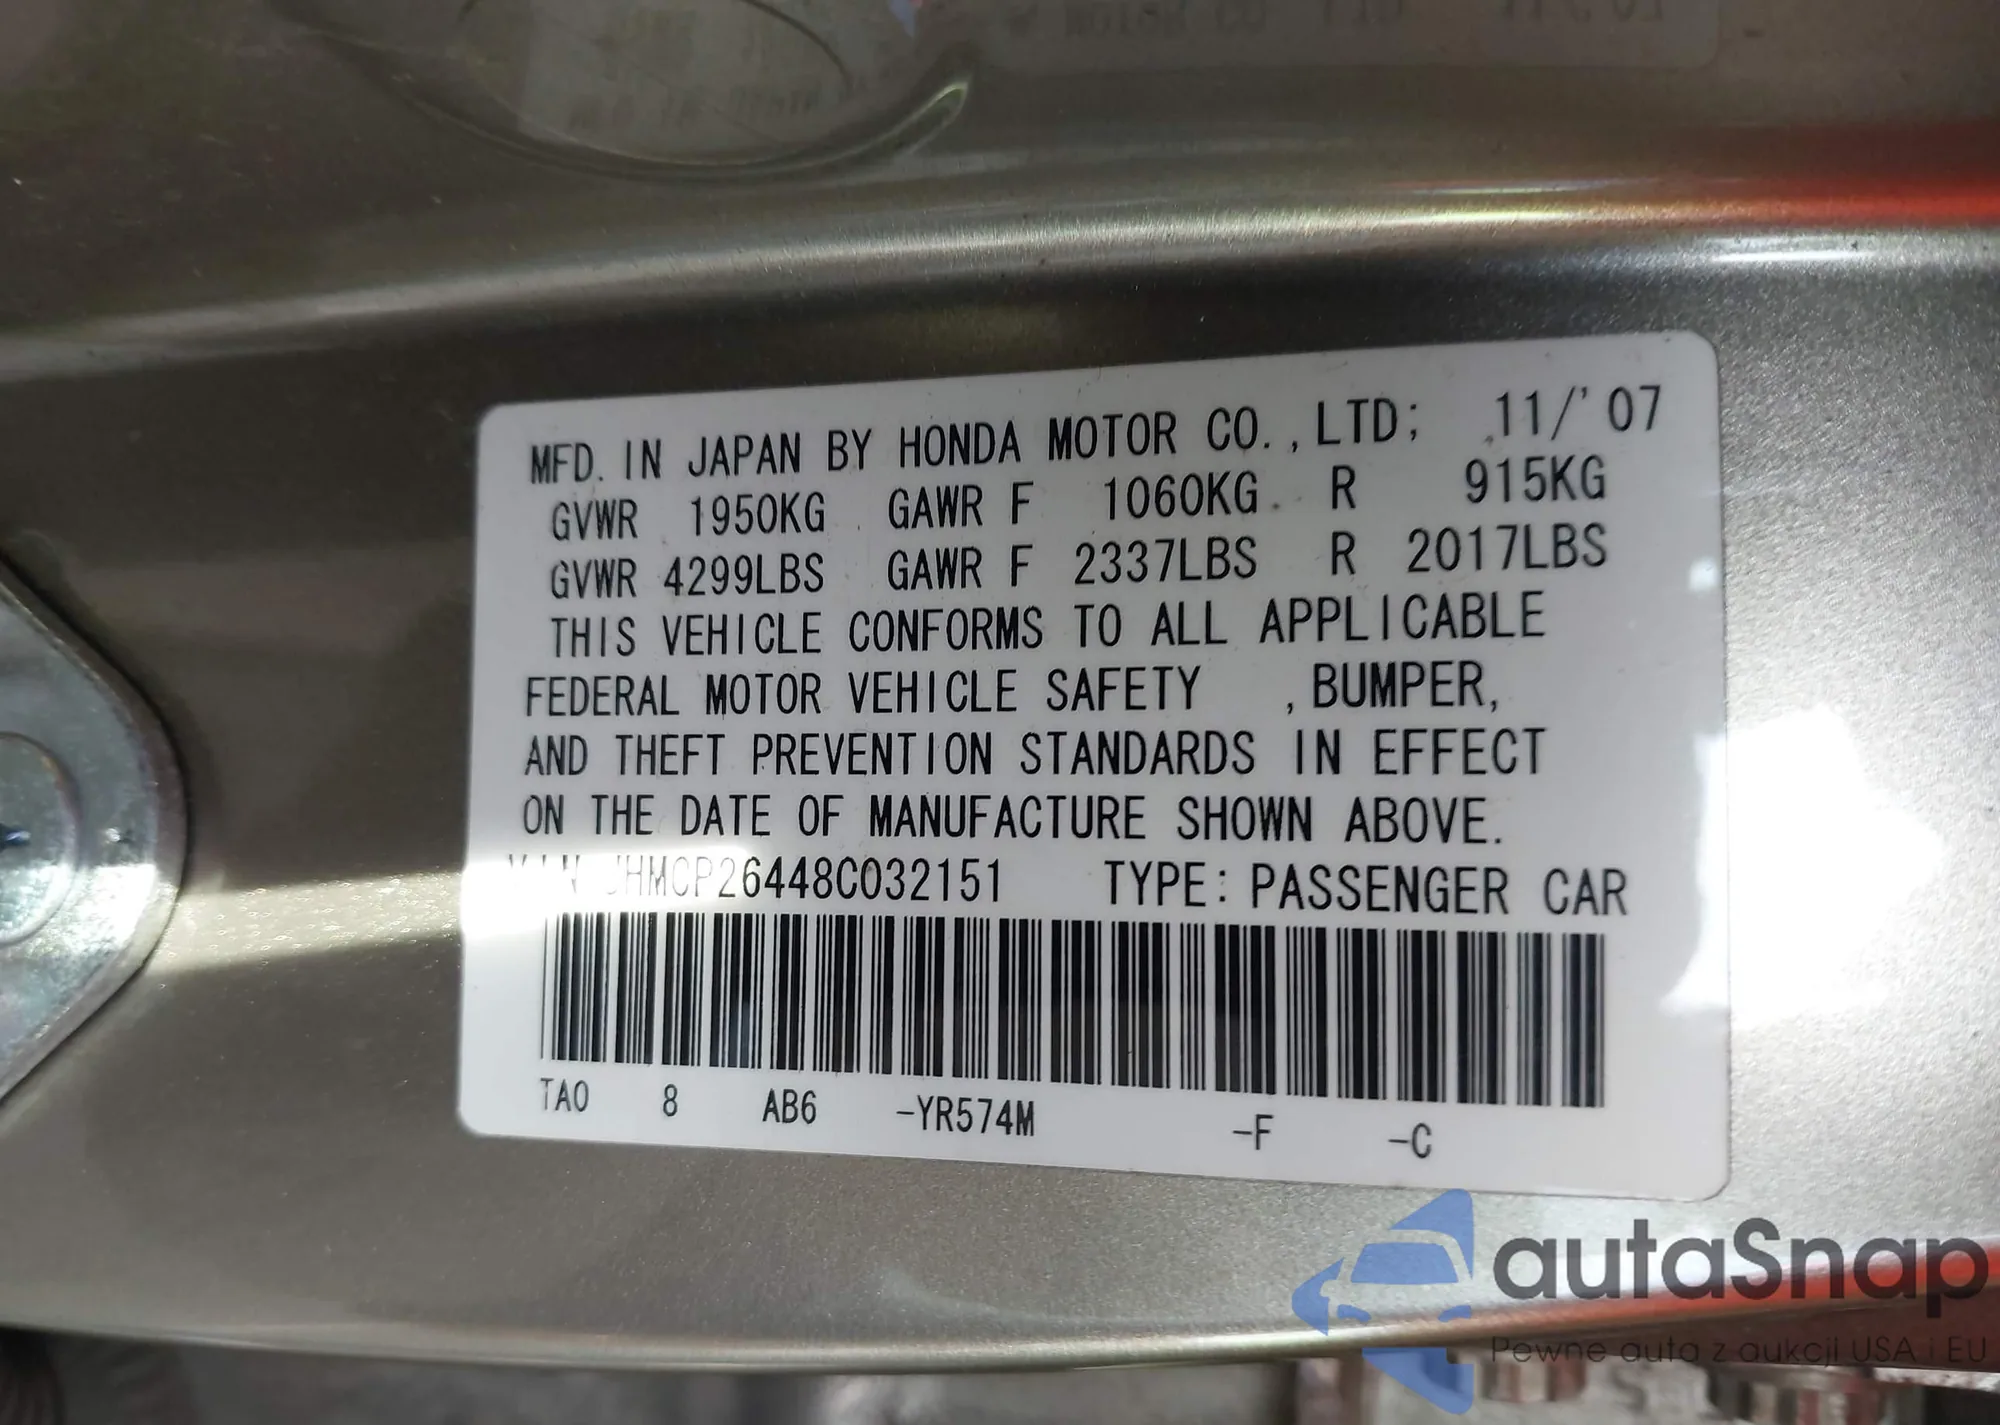 MFD. IN JAPAN BY HONDA MOTOR CO., LTD; 11/'07
GVWR 1950KG GAWR F 1060KG R 915KG
GVWR 4299LBS GAWR F 2337LBS R 2017LBS
THIS VEHICLE CONFORMS TO ALL APPLICABLE
FEDERAL MOTOR VEHICLE SAFETY , BUMPER,
AND THEFT PREVENTION STANDARDS IN EFFECT
ON THE DATE OF MANUFACTURE SHOWN ABOVE.
JHMCP26448C032151 TYPE: PASSENGER CAR
TA0 8 AB6 -YR574M -F -C
autaSnap
Pewne auta z aukcji USA i EU